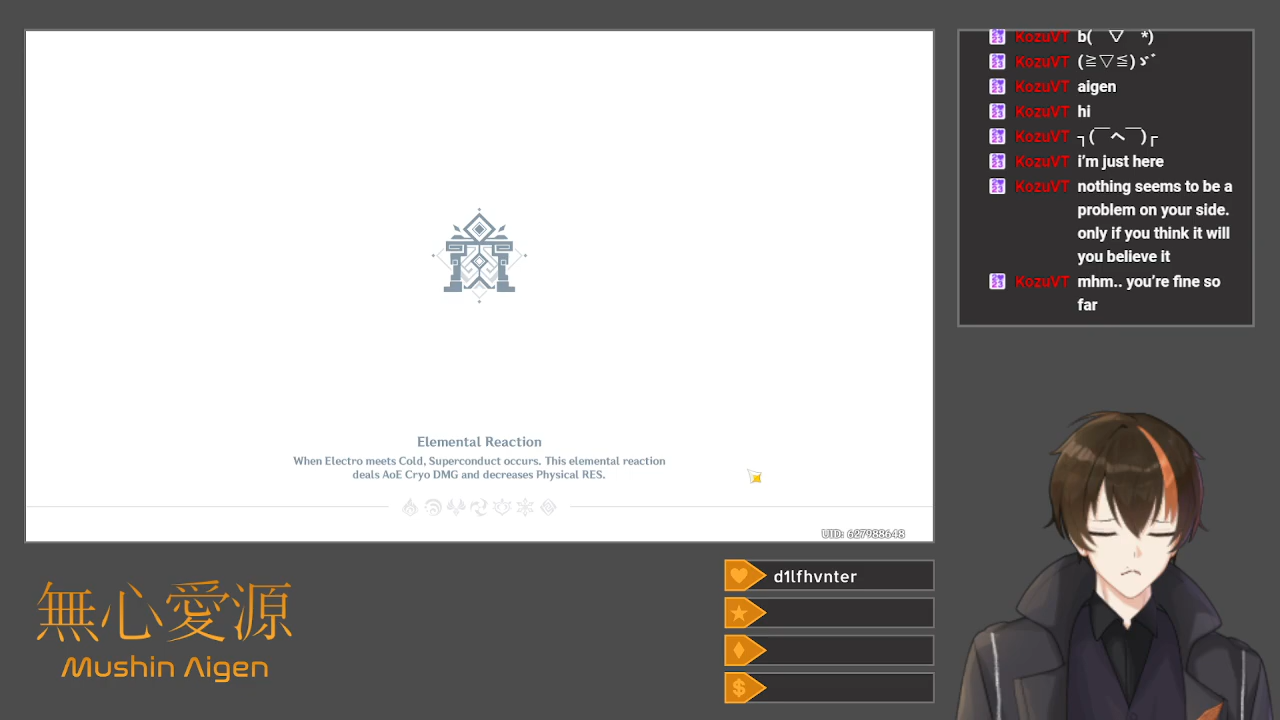 KozuVT b( ▽ *)
KozuVT (≧▽≦)ゞ
KozuVT aigen
KozuVT hi
KozuVT ┐(￣ヘ￣)┌
KozuVT i'm just here
KozuVT nothing seems to be a
problem on your side.
only if you think it will
you believe it
KozuVT mhm.. you're fine so
far
Elemental Reaction
When Electro meets Cold, Superconduct occurs. This elemental reaction
deals AoE Cryo DMG and decreases Physical RES.
UID: 627988648
d1lfhvnter
無心愛源
Mushin Aigen